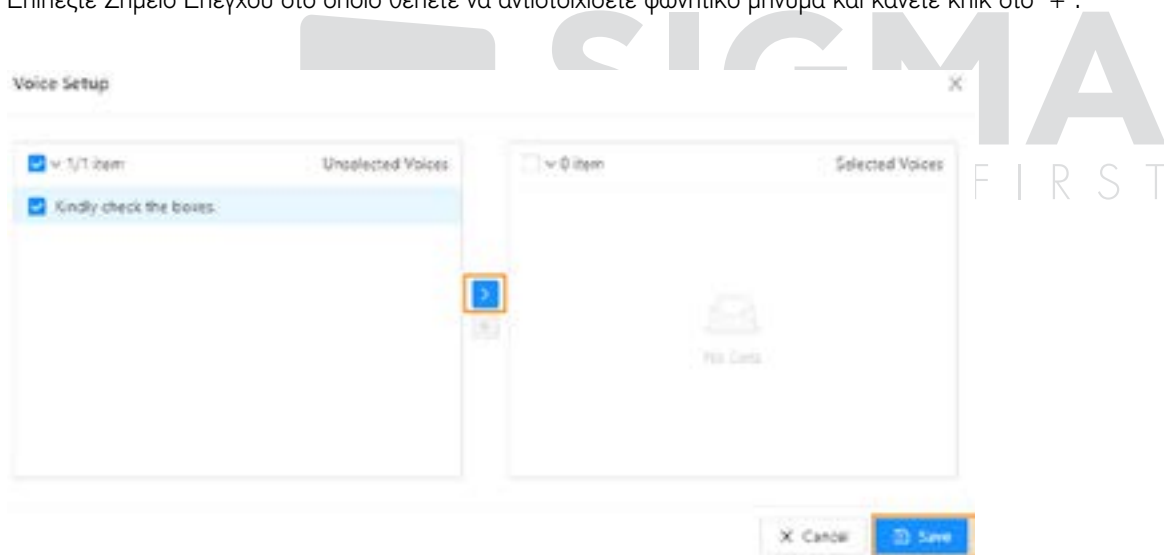 Επιλέξτε Σημείο Ελέγχου στο οποίο θέλετε να αντιστοιχίσετε φωνητικό μήνυμα και κάνετε κλικ στο "+".
SIGMA
FIRST
Voice Setup
1/1 item Unselected Voices
0 item Selected Voices
Kindly check the boxes.
No Data
Cancel Save